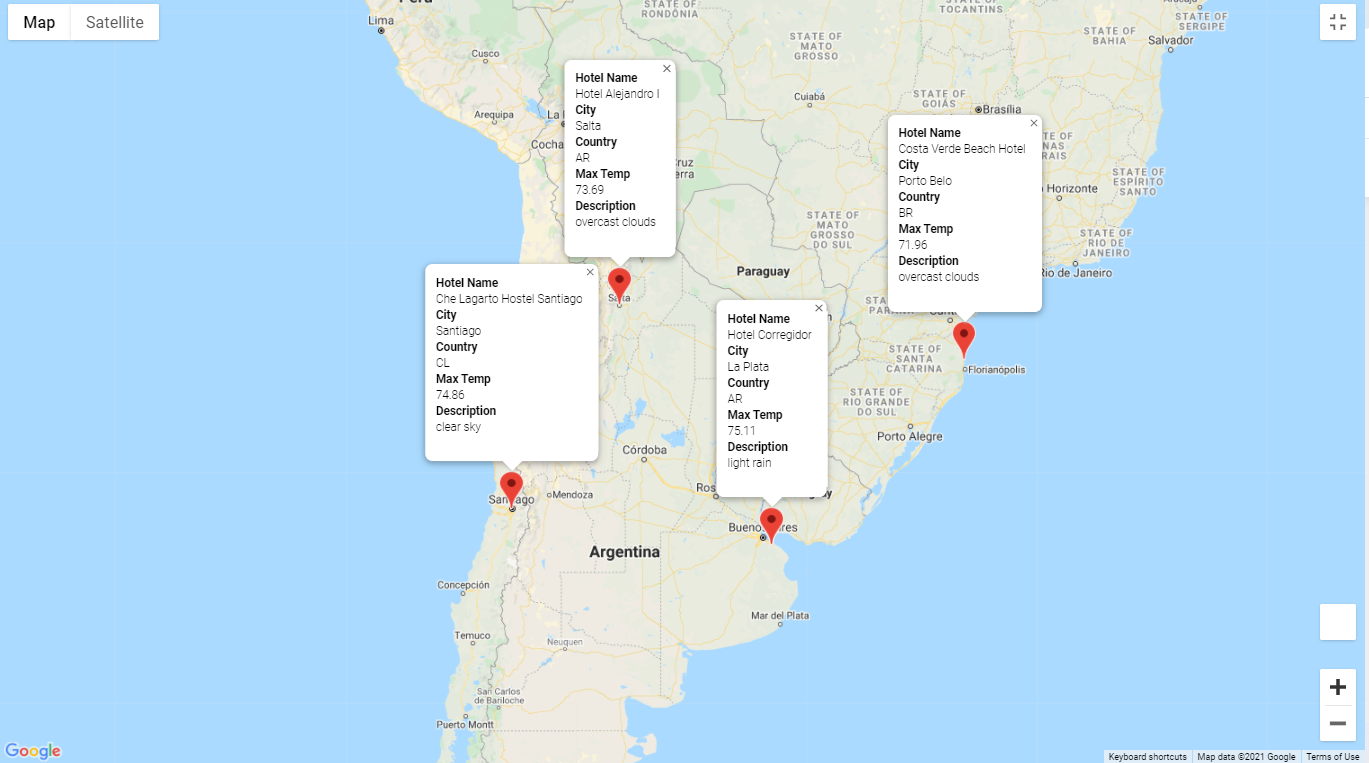 Map
Satellite
Lima
Cusco
Arequipa
STATE OF
RONDÔNIA
STATE OF
MATO
GROSSO
Cuiabá
STATE OF
TOCANTINS
STATE OF
SERGIPE
STATE OF
BAHIA
Salvador
STATE OF
GOIÁS
Brasília
STATE OF
ESPÍRITO
SANTO
STATE OF
RIO DE
JANEIRO
Rio de Janeiro
STATE OF
MATO
GROSSO
DO SUL
Paraguay
Hotel Name
Hotel Alejandro I
City
Salta
Country
AR
Max Temp
73.69
Description
overcast clouds
Hotel Name
Costa Verde Beach Hotel
City
Porto Belo
Country
BR
Max Temp
71.96
Description
overcast clouds
Hotel Name
Che Lagarto Hostel Santiago
City
Santiago
Country
CL
Max Temp
74.86
Description
clear sky
Hotel Name
Hotel Corregidor
City
La Plata
Country
AR
Max Temp
75.11
Description
light rain
Salta
STATE OF
SANTA
CATARINA
Florianópolis
STATE OF
RIO GRANDE
DO SUL
Porto Alegre
Córdoba
Santiago
Mendoza
Buenos Aires
Argentina
Concepción
Mar del Plata
Temuco
Neuquen
San Carlos
de Bariloche
Puerto Montt
Google
Keyboard shortcuts
Map data ©2021 Google
Terms of Use